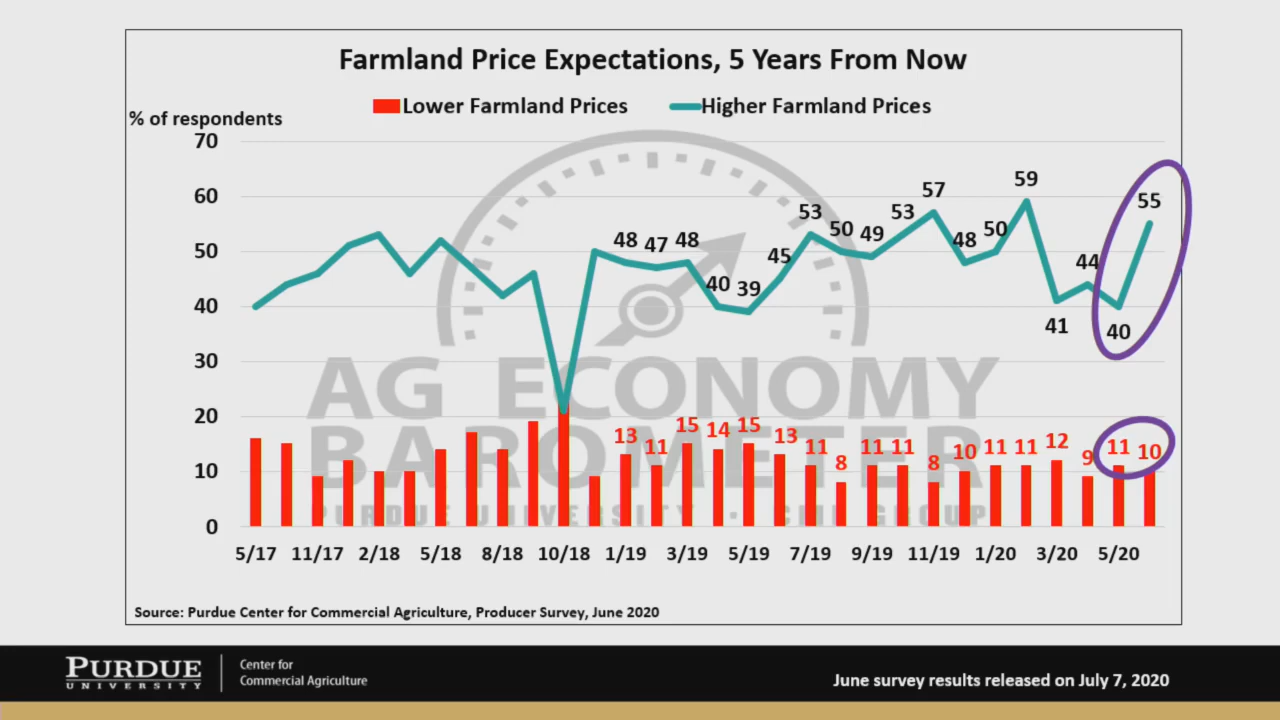 Farmland Price Expectations, 5 Years From Now
Lower Farmland Prices Higher Farmland Prices
% of respondents
70
60
50
40
30
20
10
0
48 47 48 40 39 45 53 50 49 53 57 48 50 59 41 44 40 55
13 11 15 14 15 13 11 8 11 11 8 10 11 11 12 9 11 10
AG ECONOMY
BAROMETER
PURDUE UNIVERSITY · CME GROUP
5/17 11/17 2/18 5/18 8/18 10/18 1/19 3/19 5/19 7/19 9/19 11/19 1/20 3/20 5/20
Source: Purdue Center for Commercial Agriculture, Producer Survey, June 2020
PURDUE
UNIVERSITY
Center for
Commercial Agriculture
June survey results released on July 7, 2020